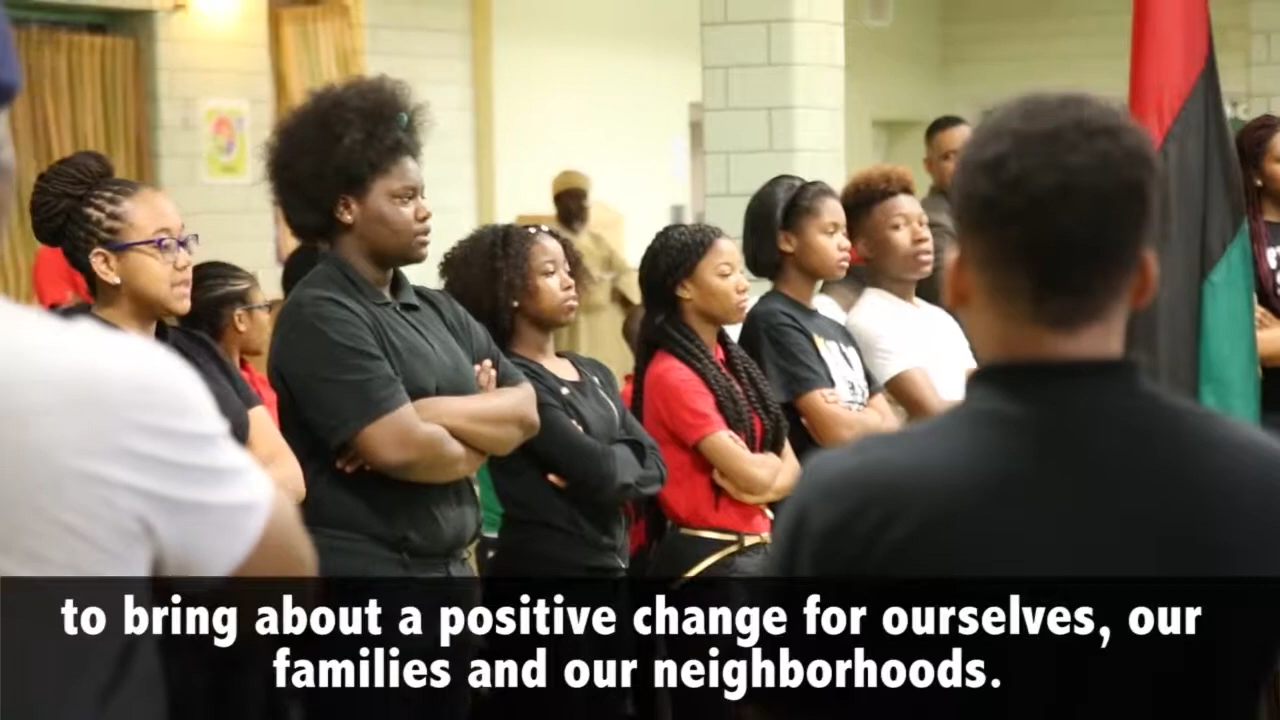 to bring about a positive change for ourselves, our
families and our neighborhoods.